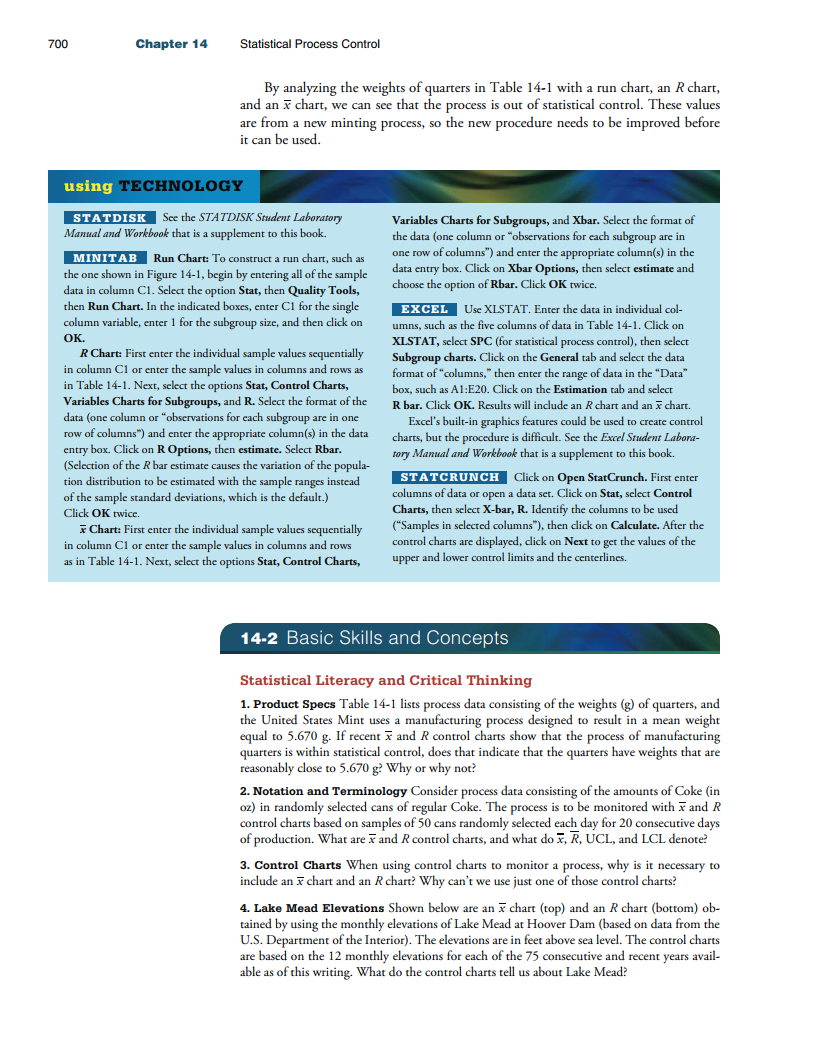 700 Chapter 14 Statistical Process Control
By analyzing the weights of quarters in Table 14-1 with a run chart, an R chart,
and an x̅ chart, we can see that the process is out of statistical control. These values
are from a new minting process, so the new procedure needs to be improved before
it can be used.
using TECHNOLOGY
STATDISK See the STATDISK Student Laboratory
Manual and Workbook that is a supplement to this book.
MINITAB Run Chart: To construct a run chart, such as
the one shown in Figure 14-1, begin by entering all of the sample
data in column C1. Select the option Stat, then Quality Tools,
then Run Chart. In the indicated boxes, enter C1 for the single
column variable, enter 1 for the subgroup size, and then click on
OK.
R Chart: First enter the individual sample values sequentially
in column C1 or enter the sample values in columns and rows as
in Table 14-1. Next, select the options Stat, Control Charts,
Variables Charts for Subgroups, and R. Select the format of the
data (one column or “observations for each subgroup are in one
row of columns”) and enter the appropriate column(s) in the data
entry box. Click on R Options, then estimate. Select Rbar.
(Selection of the R bar estimate causes the variation of the popula-
tion distribution to be estimated with the sample ranges instead
of the sample standard deviations, which is the default.)
Click OK twice.
x̅ Chart: First enter the individual sample values sequentially
in column C1 or enter the sample values in columns and rows
as in Table 14-1. Next, select the options Stat, Control Charts,
Variables Charts for Subgroups, and Xbar. Select the format of
the data (one column or “observations for each subgroup are in
one row of columns”) and enter the appropriate column(s) in the
data entry box. Click on Xbar Options, then select estimate and
choose the option of Rbar. Click OK twice.
EXCEL Use XLSTAT. Enter the data in individual col-
umns, such as the five columns of data in Table 14-1. Click on
XLSTAT, select SPC (for statistical process control), then select
Subgroup charts. Click on the General tab and select the data
format of “columns,” then enter the range of data in the “Data”
box, such as A1:E20. Click on the Estimation tab and select
R bar. Click OK. Results will include an R chart and an x̅ chart.
Excel’s built-in graphics features could be used to create control
charts, but the procedure is difficult. See the Excel Student Labora-
tory Manual and Workbook that is a supplement to this book.
STATCRUNCH Click on Open StatCrunch. First enter
columns of data or open a data set. Click on Stat, select Control
Charts, then select X-bar, R. Identify the columns to be used
(“Samples in selected columns”), then click on Calculate. After the
control charts are displayed, click on Next to get the values of the
upper and lower control limits and the centerlines.
14-2 Basic Skills and Concepts
Statistical Literacy and Critical Thinking
1. Product Specs Table 14-1 lists process data consisting of the weights (g) of quarters, and
the United States Mint uses a manufacturing process designed to result in a mean weight
equal to 5.670 g. If recent x̅ and R control charts show that the process of manufacturing
quarters is within statistical control, does that indicate that the quarters have weights that are
reasonably close to 5.670 g? Why or why not?
2. Notation and Terminology Consider process data consisting of the amounts of Coke (in
oz) in randomly selected cans of regular Coke. The process is to be monitored with x̅ and R
control charts based on samples of 50 cans randomly selected each day for 20 consecutive days
of production. What are x̅ and R control charts, and what do x̿, R̅, UCL, and LCL denote?
3. Control Charts When using control charts to monitor a process, why is it necessary to
include an x̅ chart and an R chart? Why can’t we use just one of those control charts?
4. Lake Mead Elevations Shown below are an x̅ chart (top) and an R chart (bottom) ob-
tained by using the monthly elevations of Lake Mead at Hoover Dam (based on data from the
U.S. Department of the Interior). The elevations are in feet above sea level. The control charts
are based on the 12 monthly elevations for each of the 75 consecutive and recent years avail-
able as of this writing. What do the control charts tell us about Lake Mead?